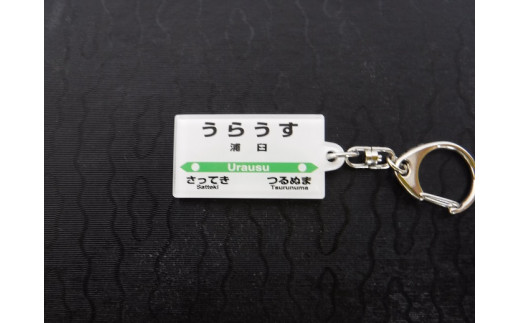 うらうす
浦臼
Urausu
さってき つるぬま
Satteki Tsurunuma